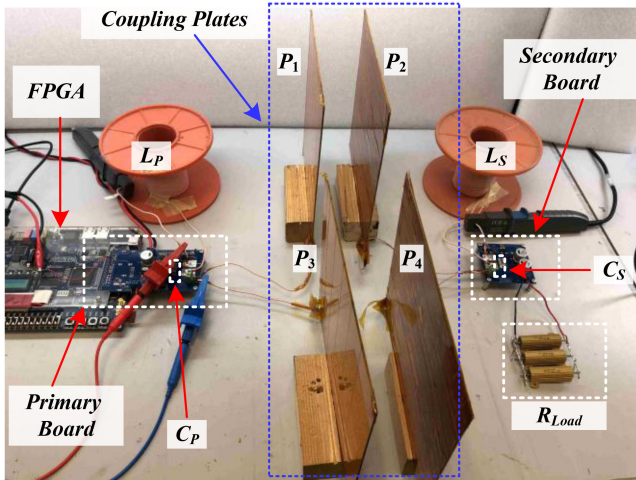 Coupling Plates
Secondary
Board
P1
P2
FPGA
LP
LS
P3
P4
CS
Primary
Board
CP
RLoad